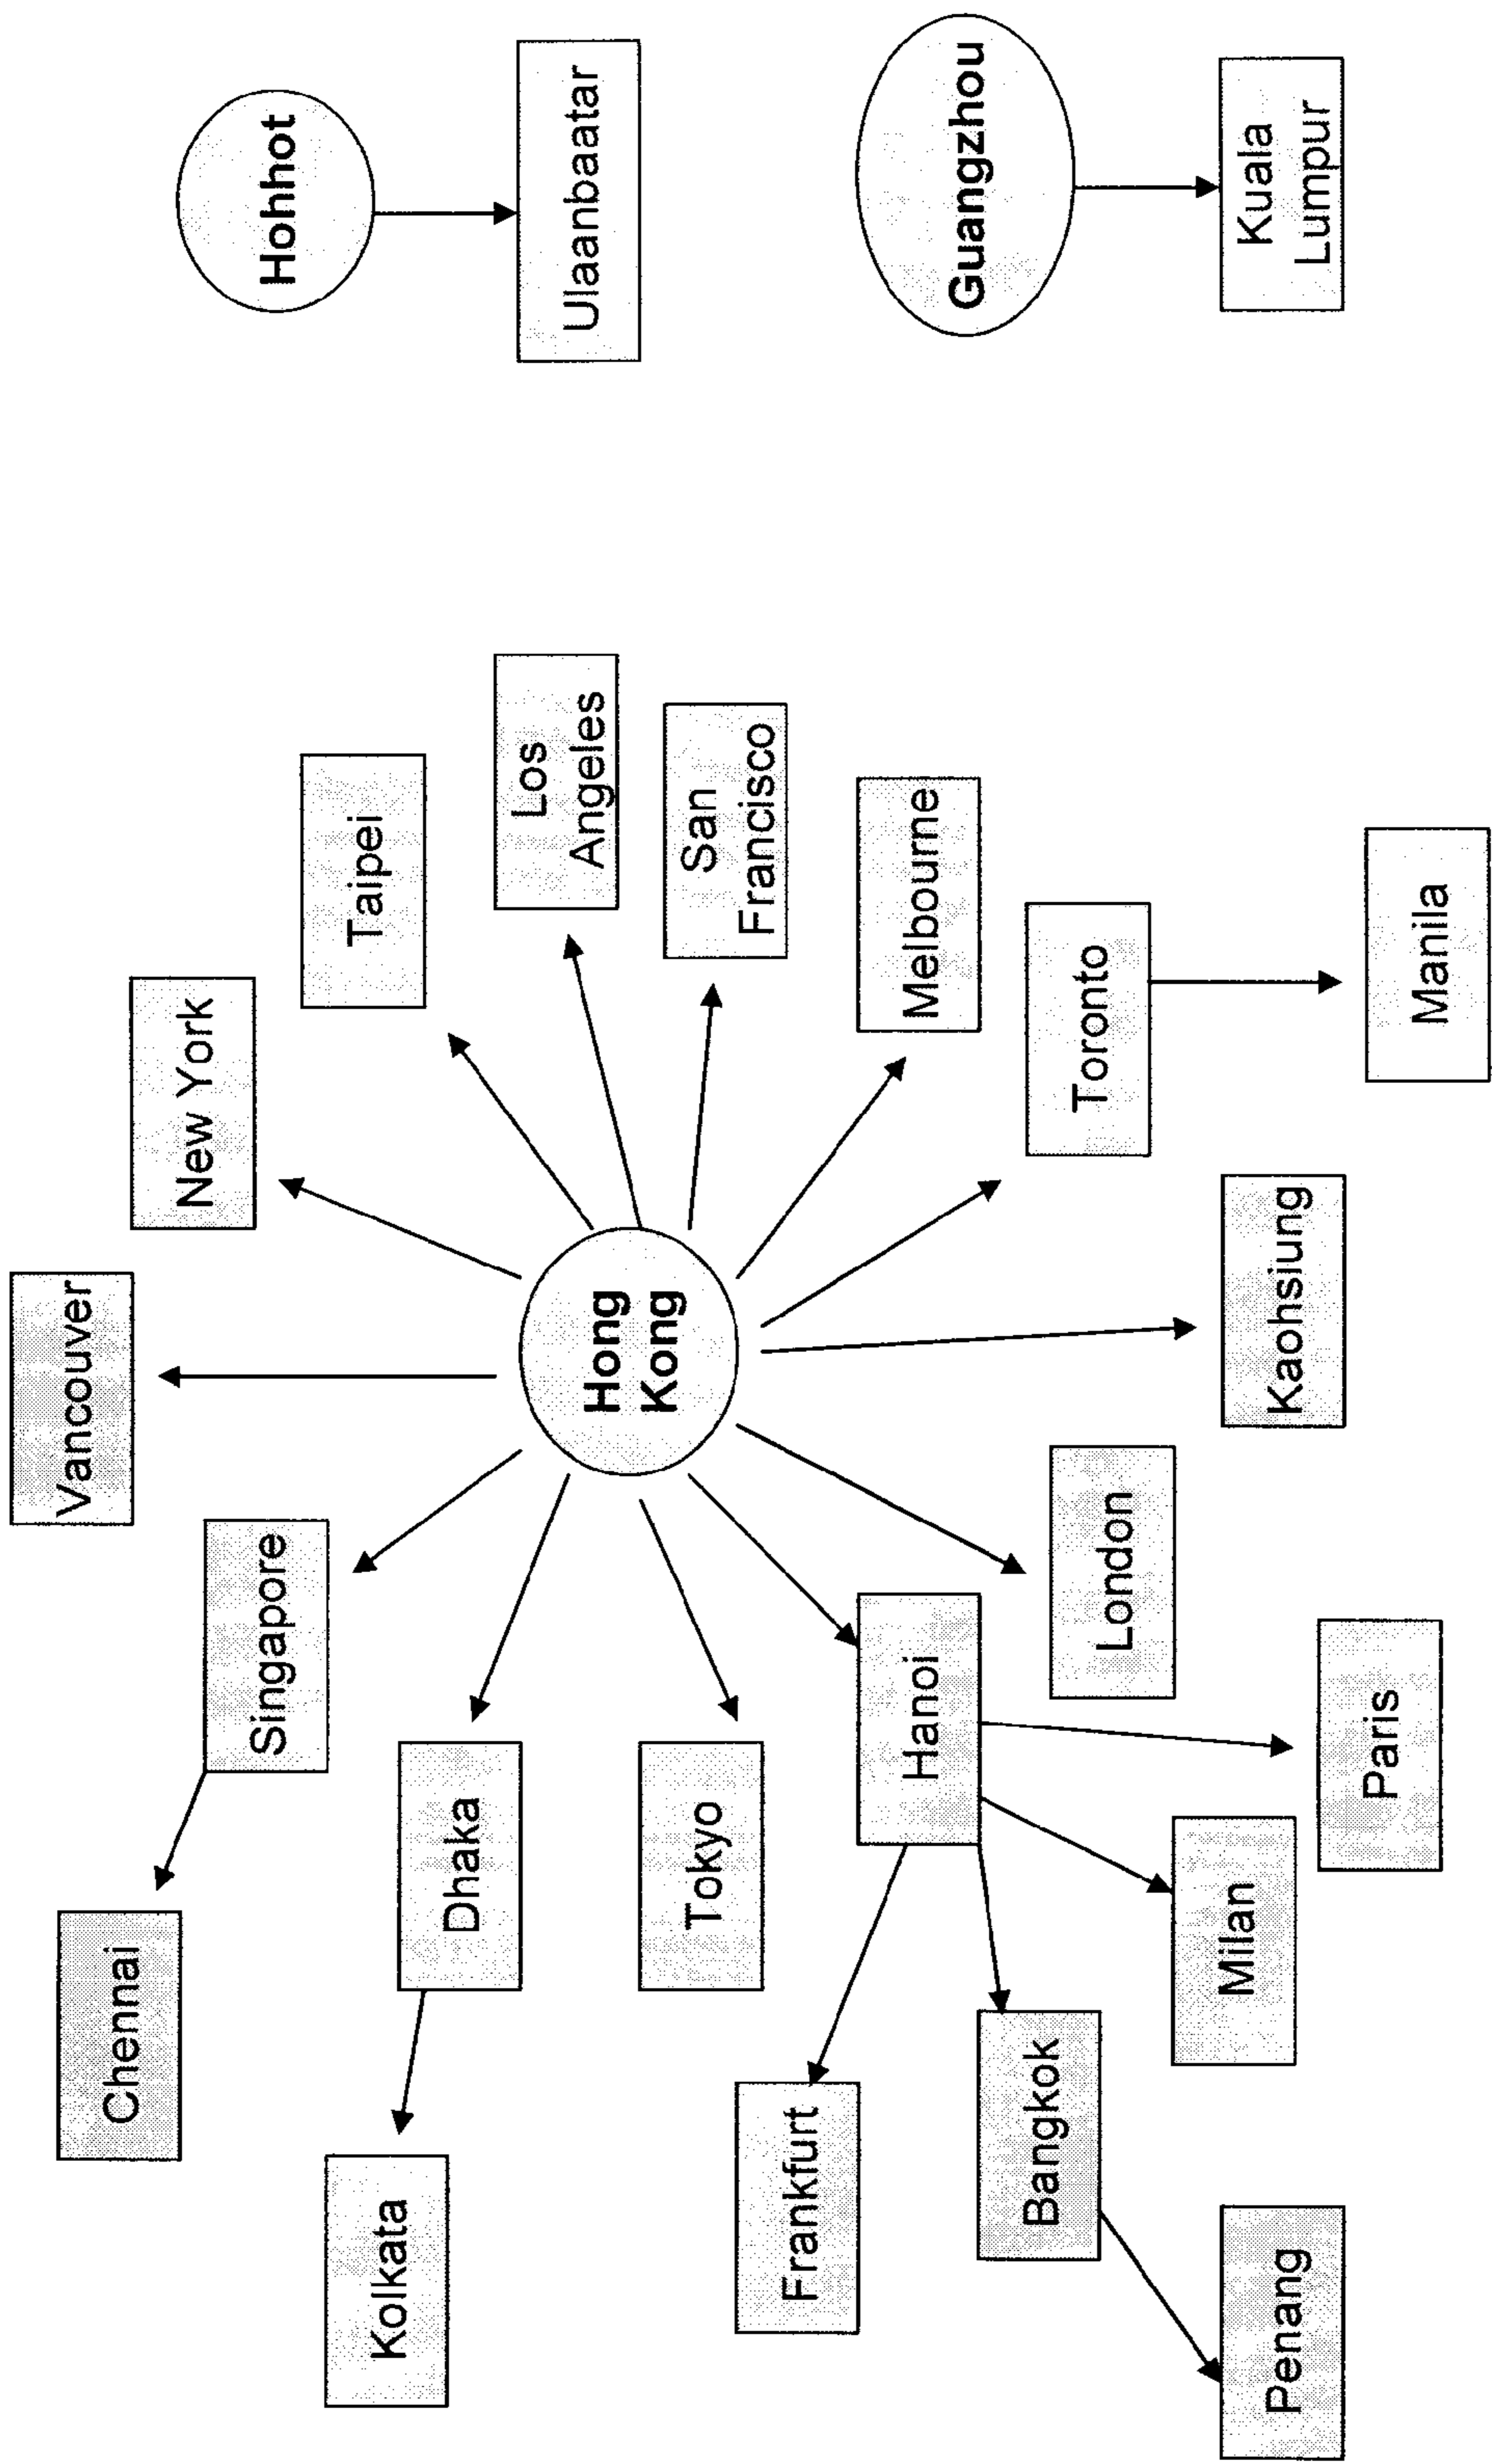 Vancouver
New York
Singapore
Chennai
Taipei
Dhaka
Kolkata
Los
Angeles
Hong
Kong
San
Francisco
Tokyo
Melbourne
Hanoi
Frankfurt
Toronto
London
Bangkok
Kaohsiung
Milan
Penang
Manila
Paris
Hohhot
Ulaanbaatar
Guangzhou
Kuala
Lumpur